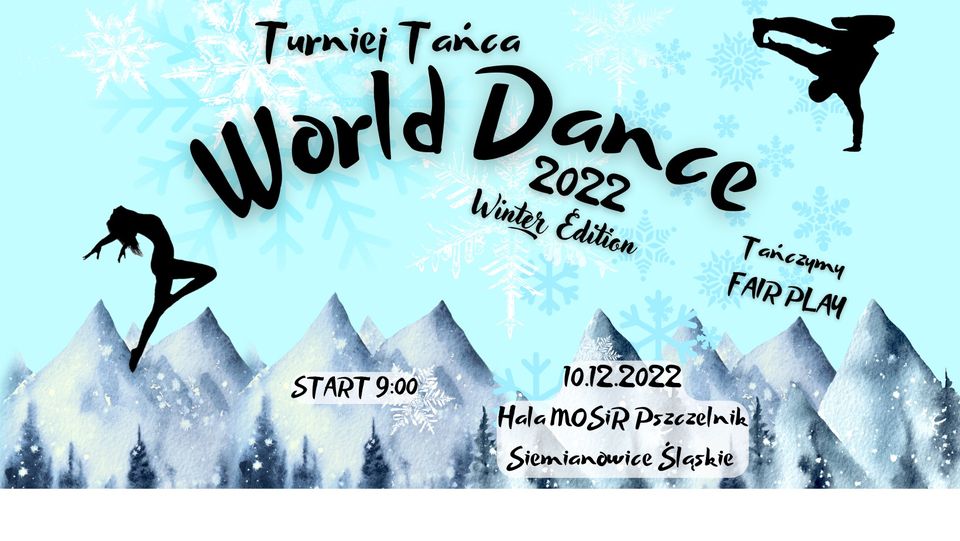 Turniej Tańca
World Dance
2022
Winter Edition
Tańczymy
FAIR PLAY
START 9:00
10.12.2022
Hala MOSiR Pszczelnik
Siemianowice Śląskie